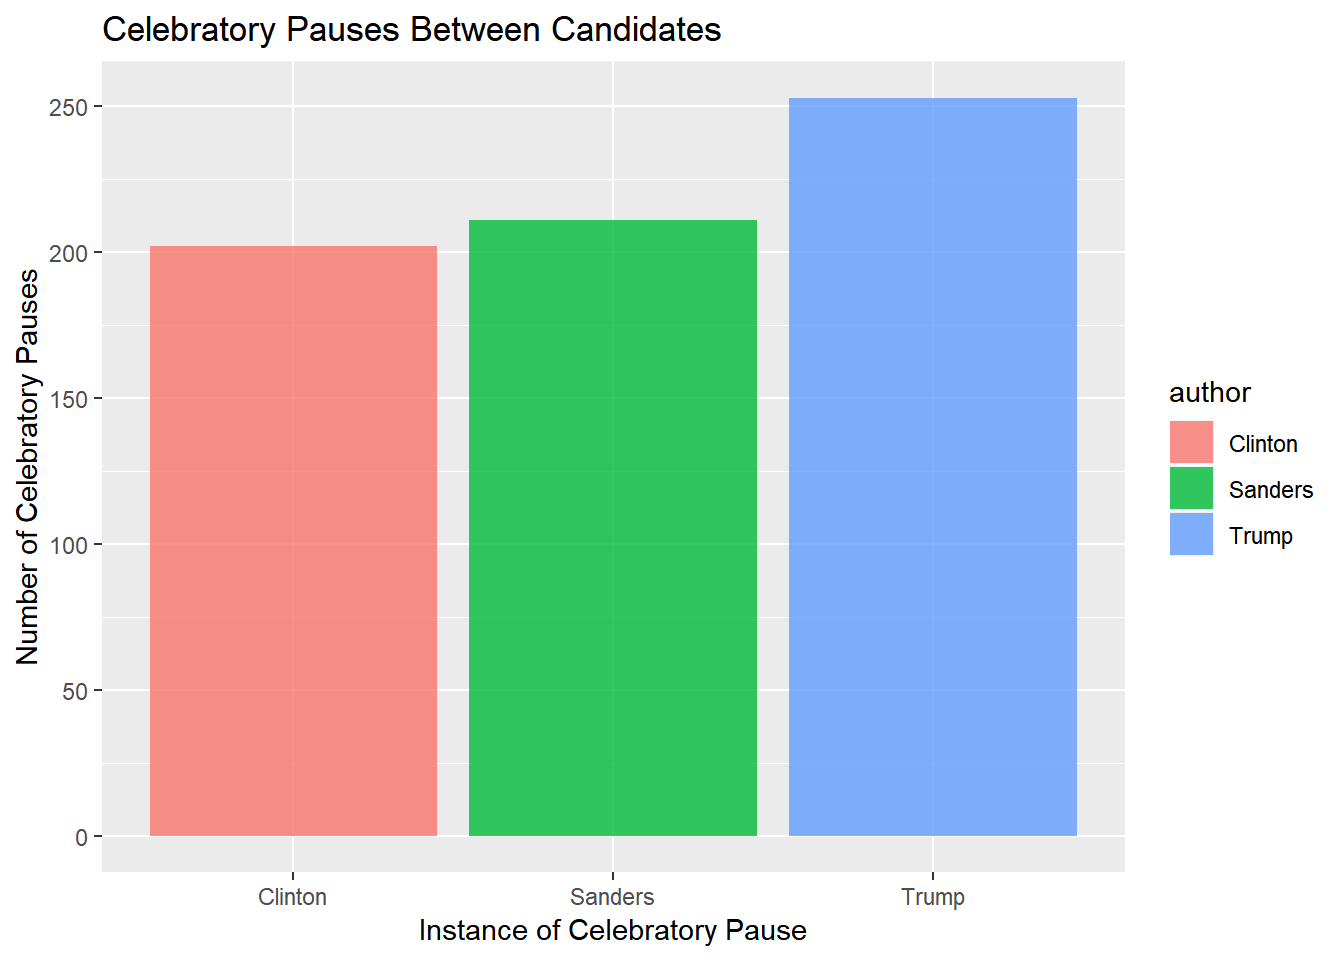 Celebratory Pauses Between Candidates
Number of Celebratory Pauses
250
200
150
100
50
0
Clinton
Sanders
Trump
Instance of Celebratory Pause
author
Clinton
Sanders
Trump